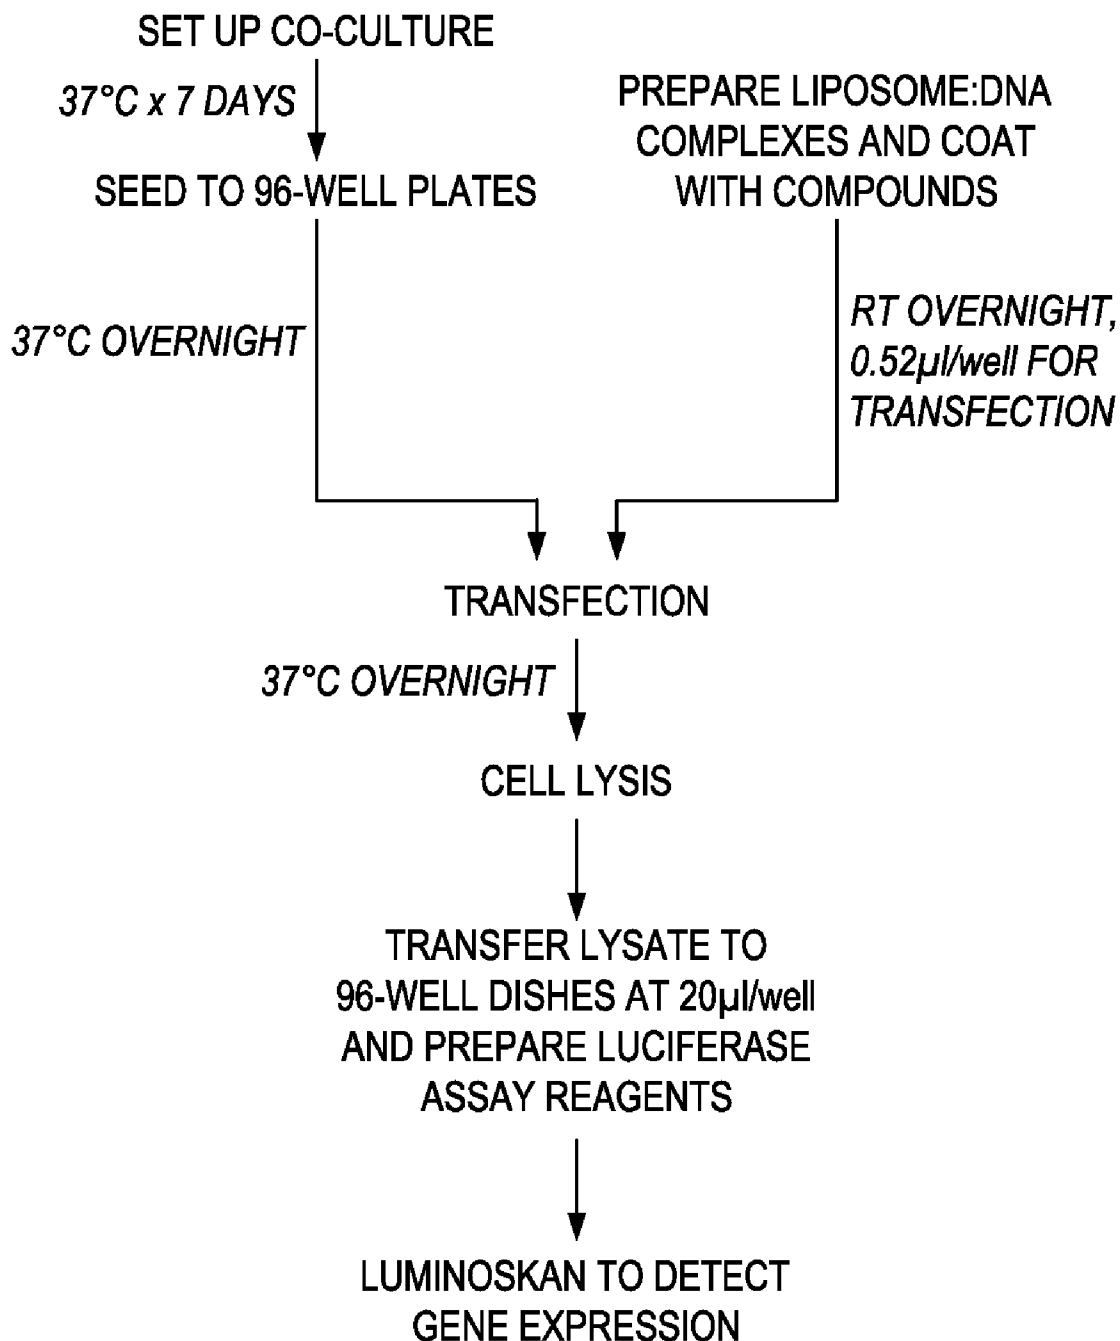 SET UP CO-CULTURE
37°C x 7 DAYS
SEED TO 96-WELL PLATES
PREPARE LIPOSOME:DNA
COMPLEXES AND COAT
WITH COMPOUNDS
37°C OVERNIGHT
RT OVERNIGHT,
0.52µl/well FOR
TRANSFECTION
TRANSFECTION
37°C OVERNIGHT
CELL LYSIS
TRANSFER LYSATE TO
96-WELL DISHES AT 20µl/well
AND PREPARE LUCIFERASE
ASSAY REAGENTS
LUMINOSKAN TO DETECT
GENE EXPRESSION